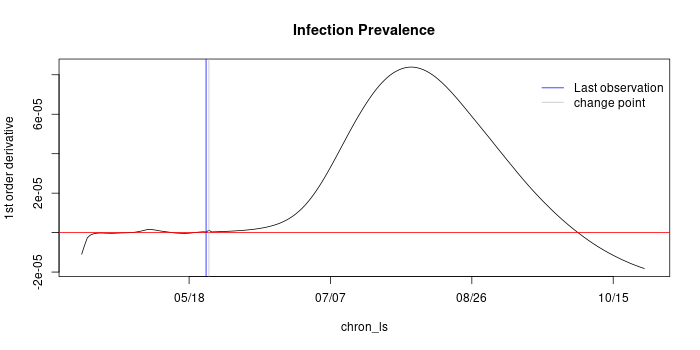 Infection Prevalence
1st order derivative
6e-05
2e-05
-2e-05
Last observation
change point
05/18
07/07
08/26
10/15
chron_ls